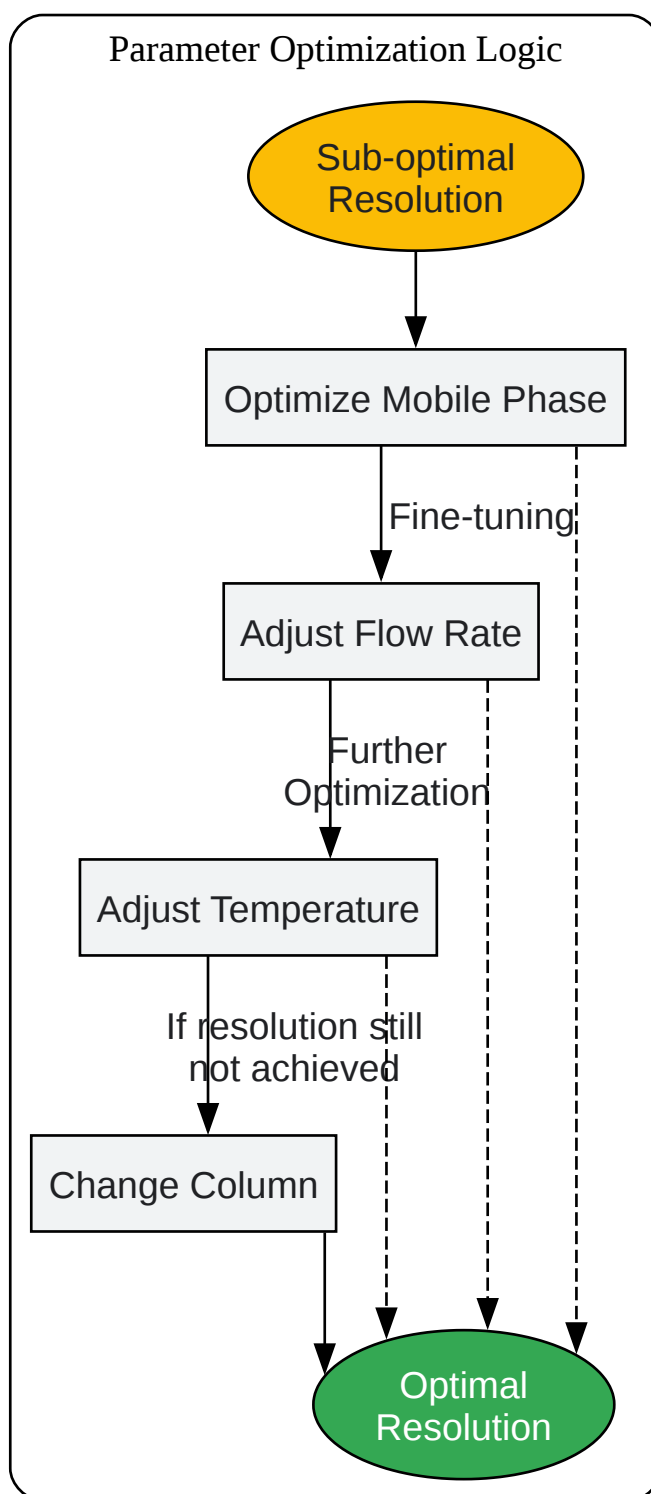 Parameter Optimization Logic
Sub-optimal
Resolution
Optimize Mobile Phase
Fine-tuning
Adjust Flow Rate
Further
Optimization
Adjust Temperature
If resolution still
not achieved
Change Column
Optimal
Resolution